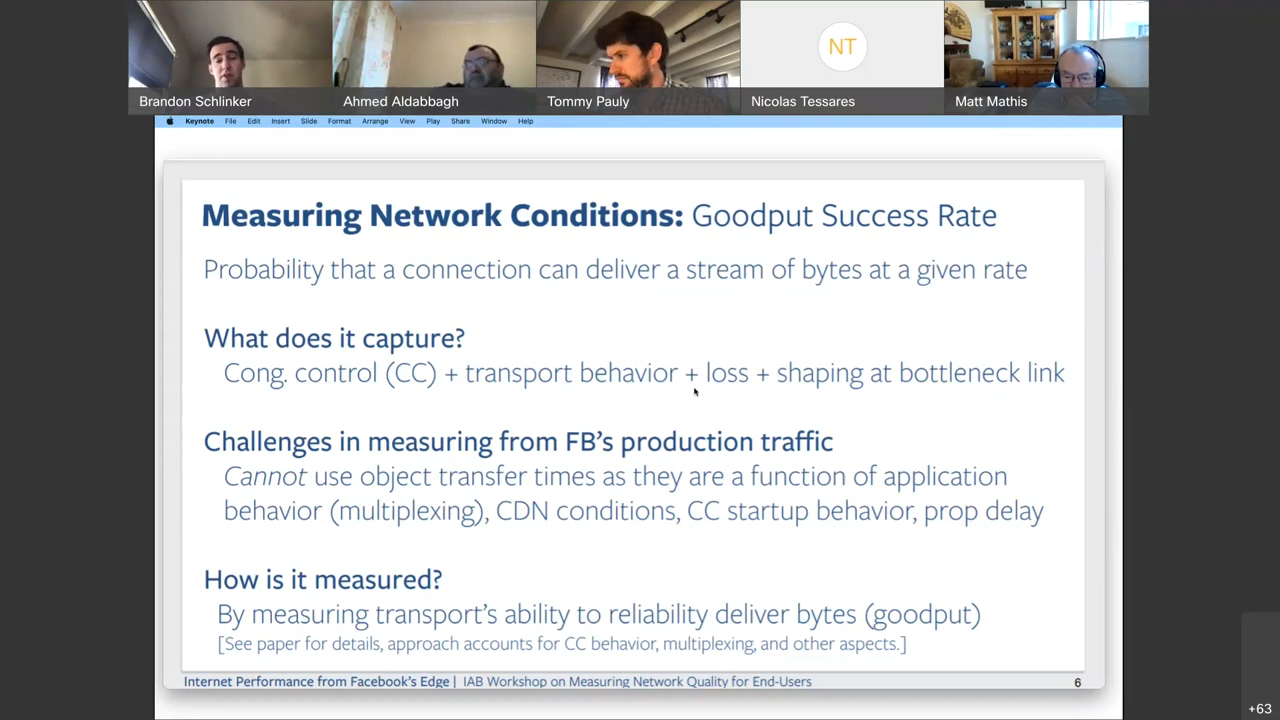 Brandon Schlinker
Ahmed Aldabbagh
Tommy Pauly
NT
Nicolas Tessares
Matt Mathis
Keynote File Edit Insert Slide Format Arrange View Play Share Window Help
Measuring Network Conditions: Goodput Success Rate
Probability that a connection can deliver a stream of bytes at a given rate
What does it capture?
Cong. control (CC) + transport behavior + loss + shaping at bottleneck link
Challenges in measuring from FB's production traffic
Cannot use object transfer times as they are a function of application
behavior (multiplexing), CDN conditions, CC startup behavior, prop delay
How is it measured?
By measuring transport's ability to reliability deliver bytes (goodput)
[See paper for details, approach accounts for CC behavior, multiplexing, and other aspects.]
Internet Performance from Facebook's Edge | IAB Workshop on Measuring Network Quality for End-Users
6
+63